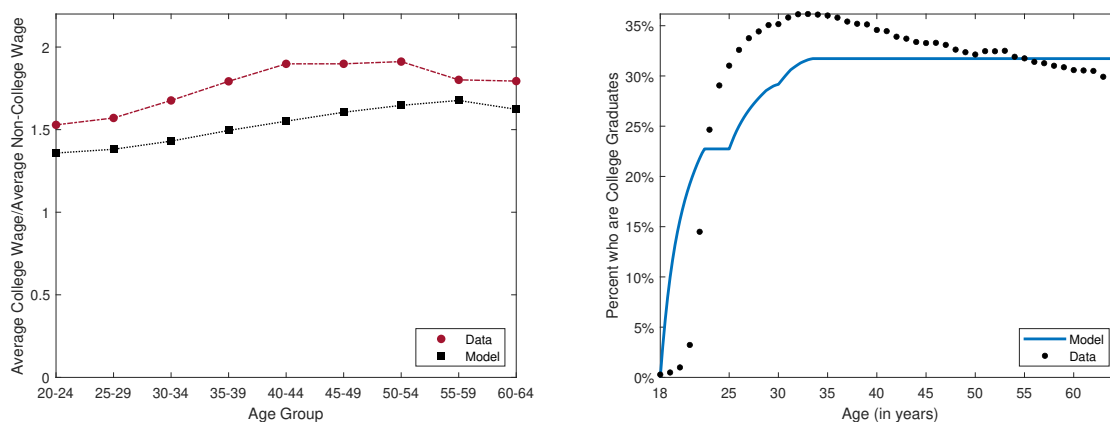 Average College Wage/Average Non-College Wage
2
1.5
1
0.5
0
20-24 25-29 30-34 35-39 40-44 45-49 50-54 55-59 60-64
Age Group
Data
Model
Percent who are College Graduates
35%
30%
25%
20%
15%
10%
5%
0%
18 25 30 35 40 45 50 55 60
Age (in years)
Model
Data